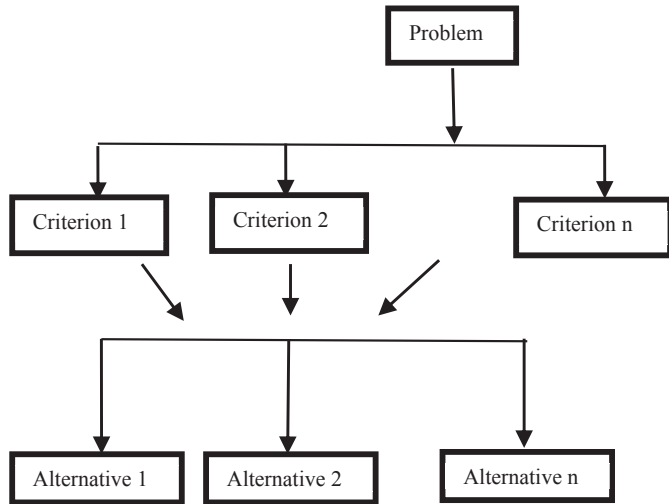 Problem
Criterion 1
Criterion 2
Criterion n
Alternative 1
Alternative 2
Alternative n